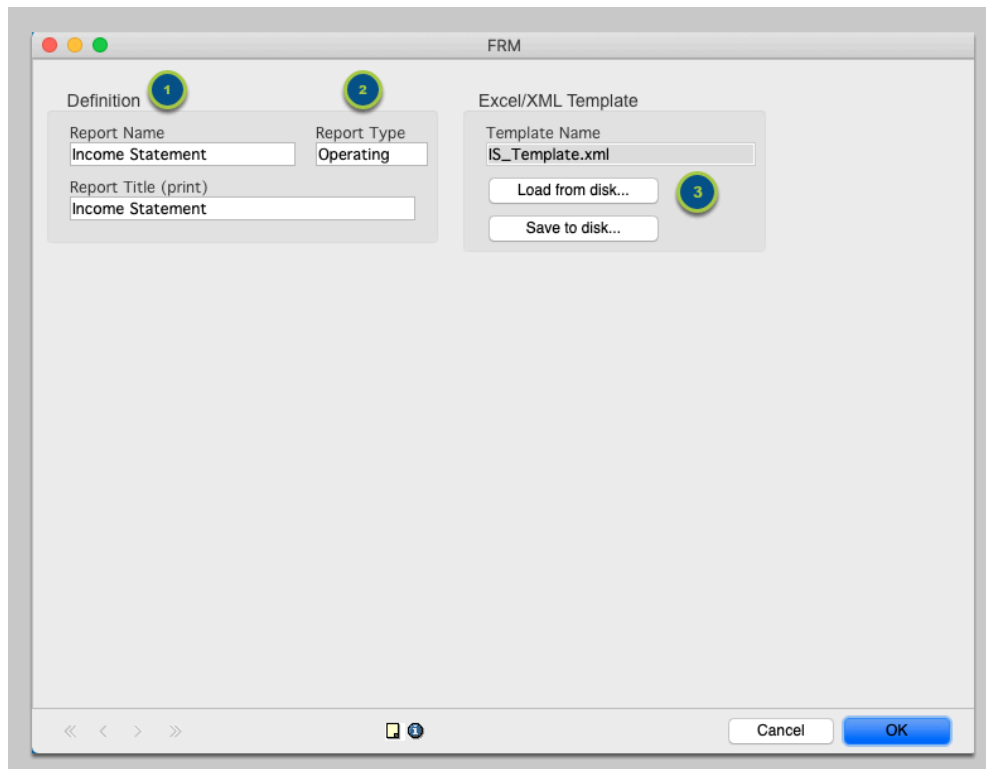 FRM
Definition 1 2
Report Name Report Type
Income Statement Operating
Report Title (print)
Income Statement
Excel/XML Template
Template Name
IS_Template.xml
Load from disk... 3
Save to disk...
Cancel OK